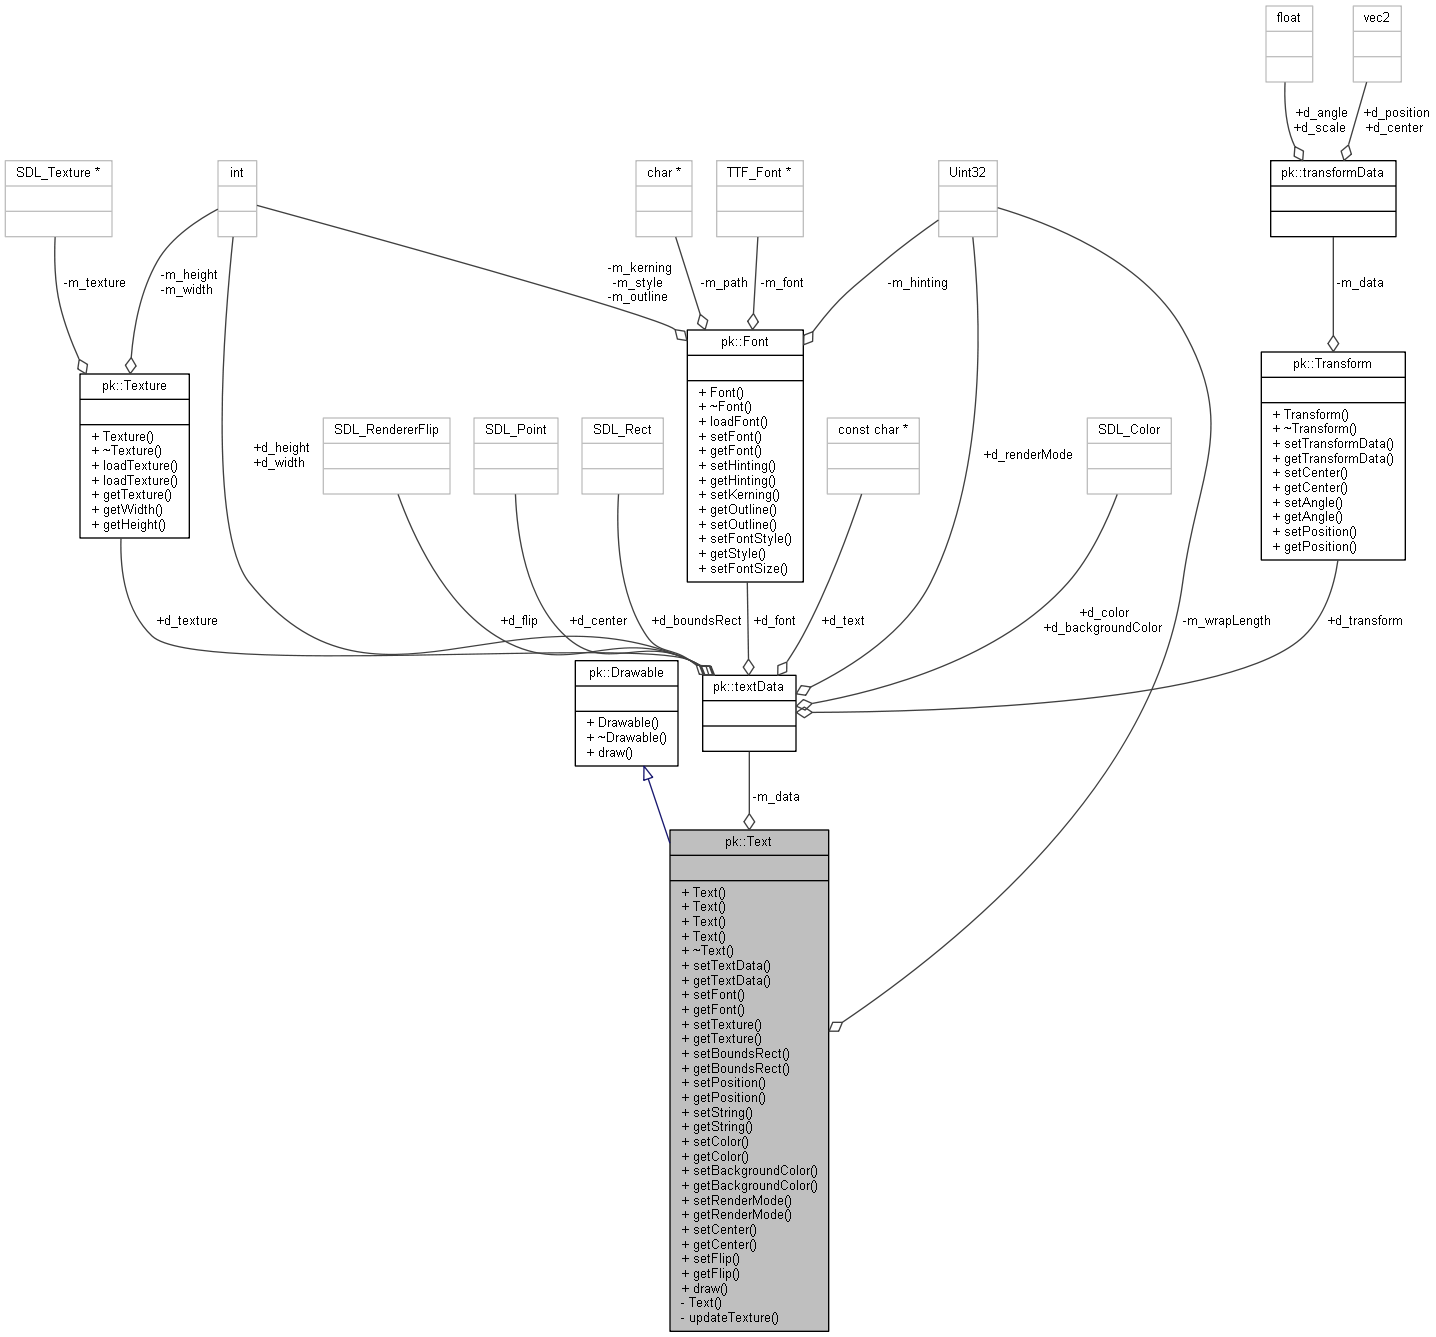 float
vec2
+d_angle
+d_scale
+d_position
+d_center
SDL_Texture *
int
char *
TTF_Font *
Uint32
pk::transformData
-m_texture
-m_height
-m_width
-m_kerning
-m_style
-m_outline
-m_path
-m_font
-m_hinting
-m_data
pk::Texture
+ Texture()
+ ~Texture()
+ loadTexture()
+ loadTexture()
+ getTexture()
+ getWidth()
+ getHeight()
pk::Font
+ Font()
+ ~Font()
+ loadFont()
+ setFont()
+ getFont()
+ setHinting()
+ getHinting()
+ setKerning()
+ getOutline()
+ setOutline()
+ setFontStyle()
+ getStyle()
+ setFontSize()
pk::Transform
+ Transform()
+ ~Transform()
+ setTransformData()
+ getTransformData()
+ setCenter()
+ getCenter()
+ setAngle()
+ getAngle()
+ setPosition()
+ getPosition()
+d_height
+d_width
SDL_RendererFlip
SDL_Point
SDL_Rect
const char *
+d_renderMode
SDL_Color
+d_texture
+d_flip
+d_center
+d_boundsRect
+d_font
+d_text
+d_color
+d_backgroundColor
-m_wrapLength
+d_transform
pk::Drawable
+ Drawable()
+ ~Drawable()
+ draw()
pk::textData
-m_data
pk::Text
+ Text()
+ Text()
+ Text()
+ Text()
+ ~Text()
+ setTextData()
+ getTextData()
+ setFont()
+ getFont()
+ setTexture()
+ getTexture()
+ setBoundsRect()
+ getBoundsRect()
+ setPosition()
+ getPosition()
+ setString()
+ getString()
+ setColor()
+ getColor()
+ setBackgroundColor()
+ getBackgroundColor()
+ setRenderMode()
+ getRenderMode()
+ setCenter()
+ getCenter()
+ setFlip()
+ getFlip()
+ draw()
- Text()
- updateTexture()